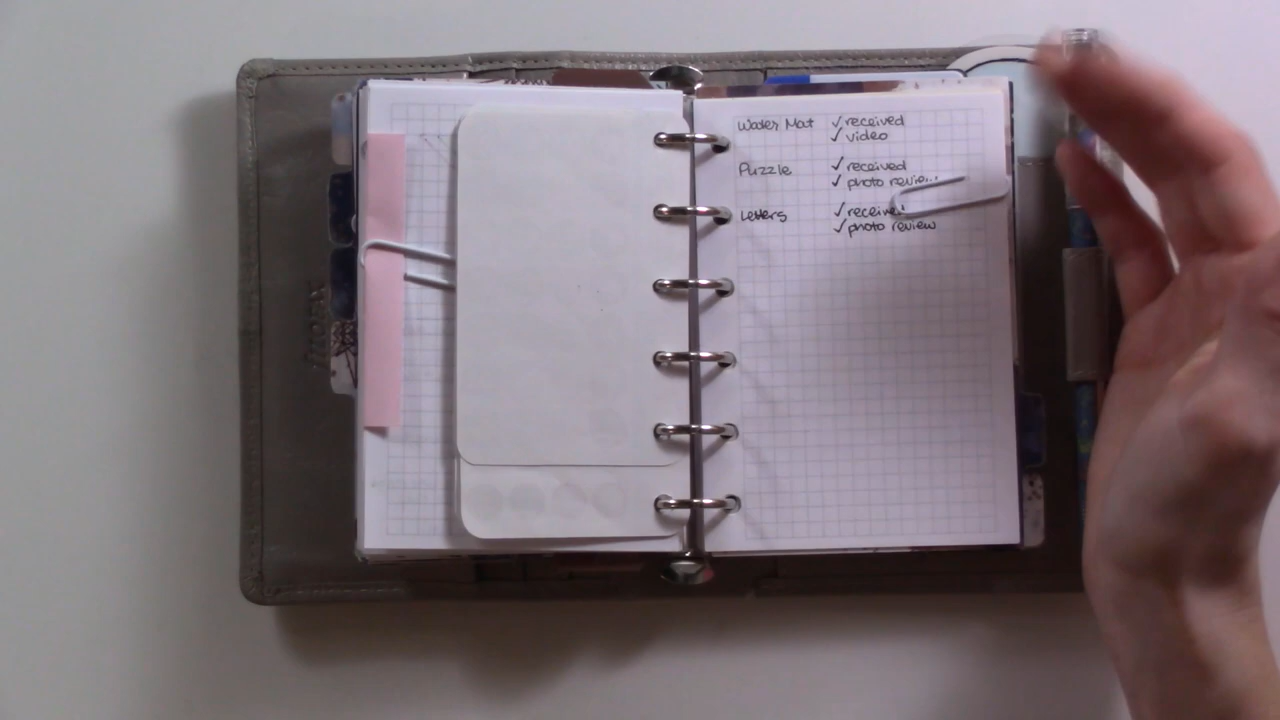 Water Mat ✓received
✓ video
Puzzle ✓ received
✓ photo review
Letters ✓received
✓photo review